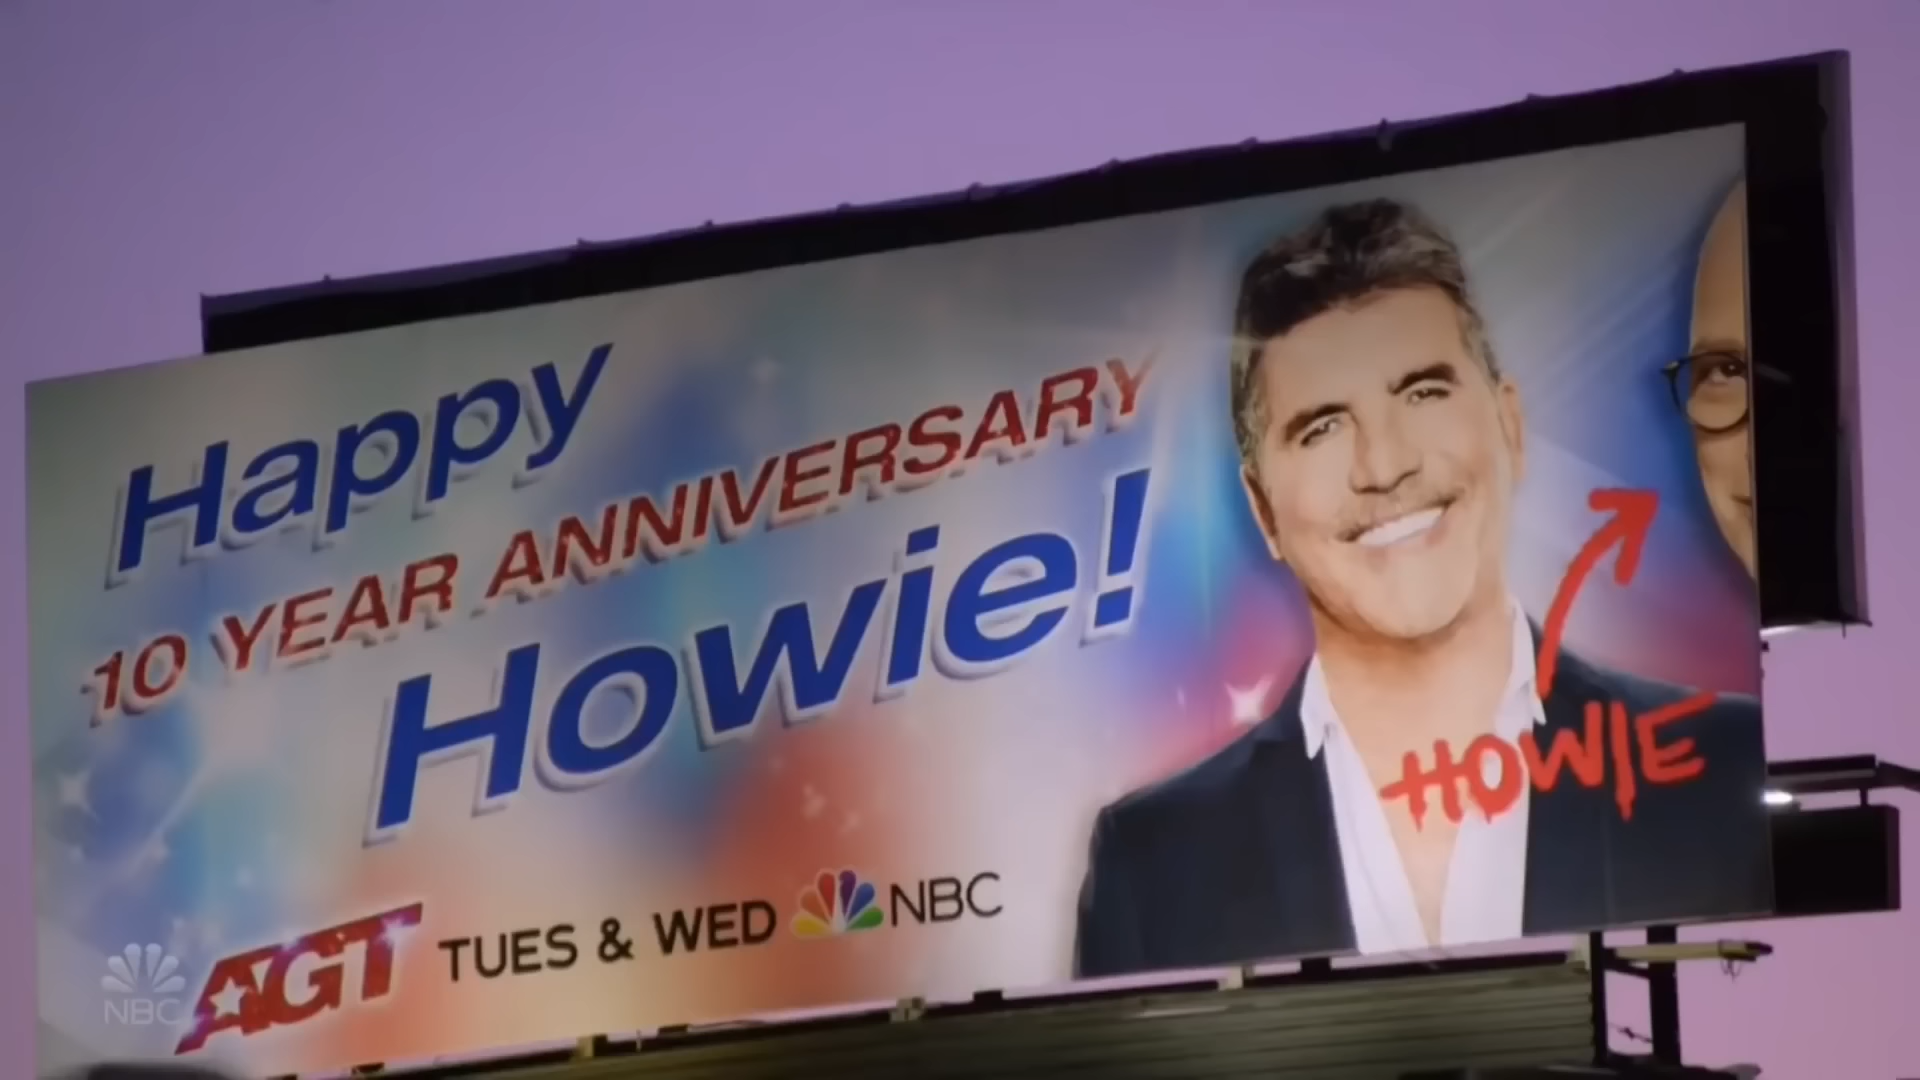 Happy
10 YEAR ANNIVERSARY
Howie!
HOWIE
AGT TUES & WED NBC
NBC